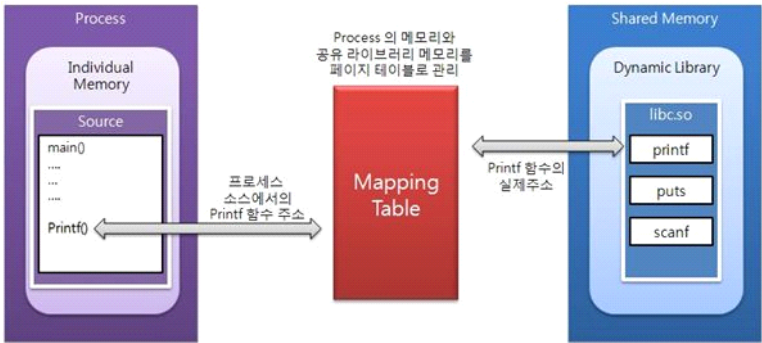 Process
Individual
Memory
Source
main()
....
...
....
Printf()
프로세스
소스에서의
Printf 함수 주소
Process 의 메모리와
공유 라이브러리 메모리를
페이지 테이블로 관리
Mapping
Table
Printf 함수의
실제주소
Shared Memory
Dynamic Library
libc.so
printf
puts
scanf